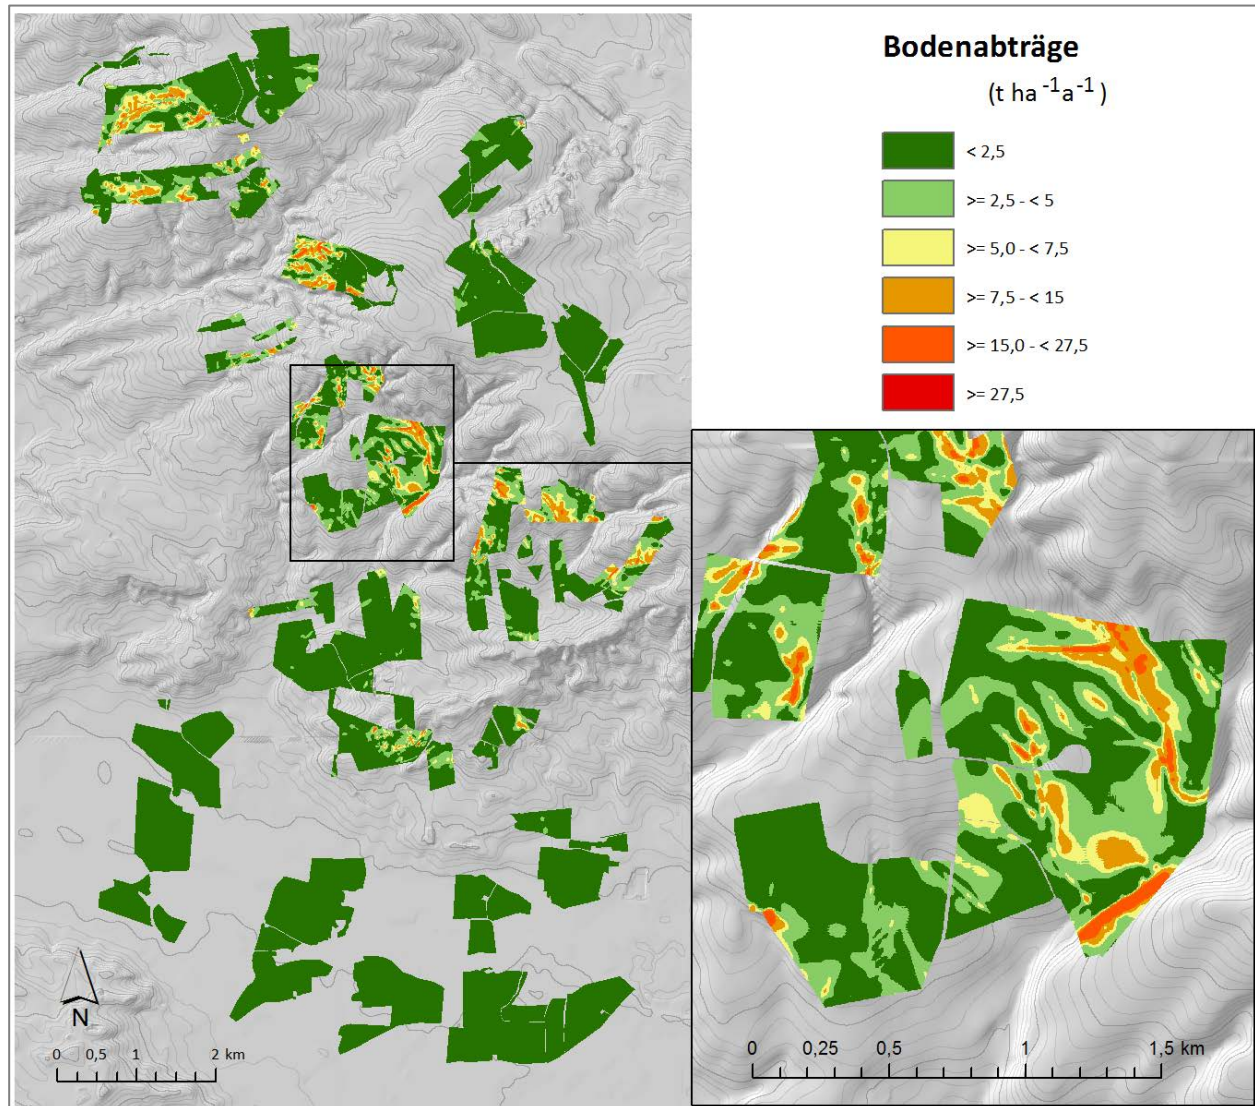 Bodenabträge
(t ha -1a-1 )
< 2,5
>= 2,5 - < 5
>= 5,0 - < 7,5
>= 7,5 - < 15
>= 15,0 - < 27,5
>= 27,5
N
0 0,5 1 2 km
0 0,25 0,5 1 1,5 km